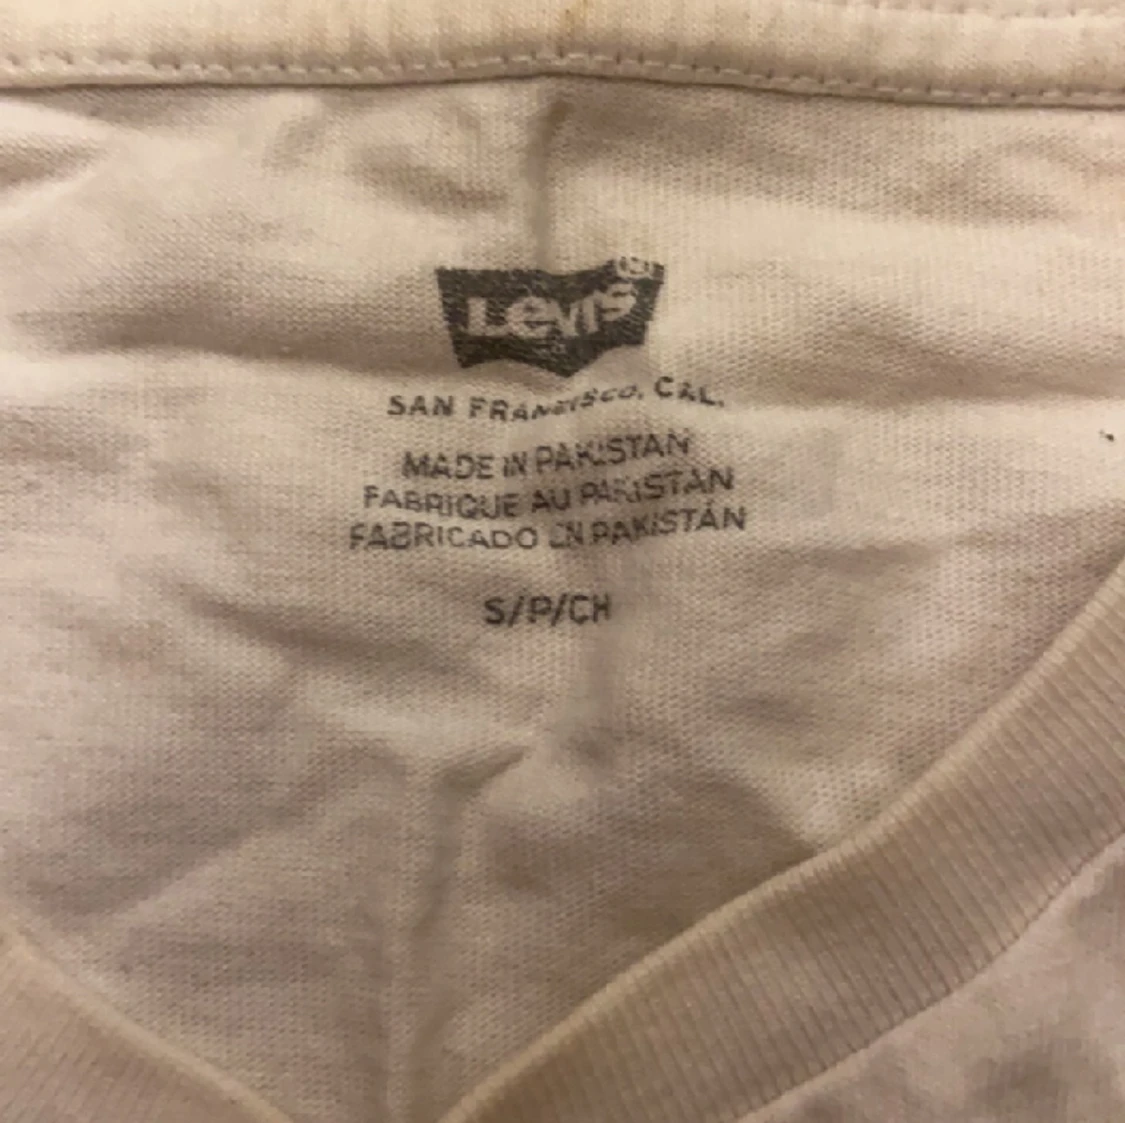 Levi's
SAN FRANCISCO, CAL.
MADE IN PAKISTAN
FABRIQUE AU PAKISTAN
FABRICADO EN PAKISTÁN
S/P/CH